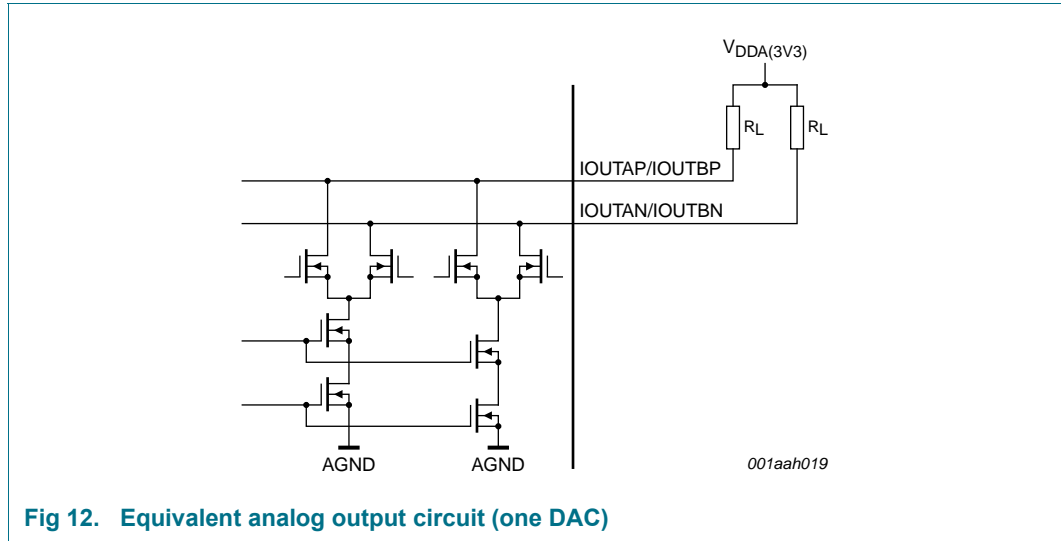 VDDA(3V3)
RL RL
IOUTAP/IOUTBP
IOUTAN/IOUTBN
AGND AGND 001aah019
Fig 12. Equivalent analog output circuit (one DAC)